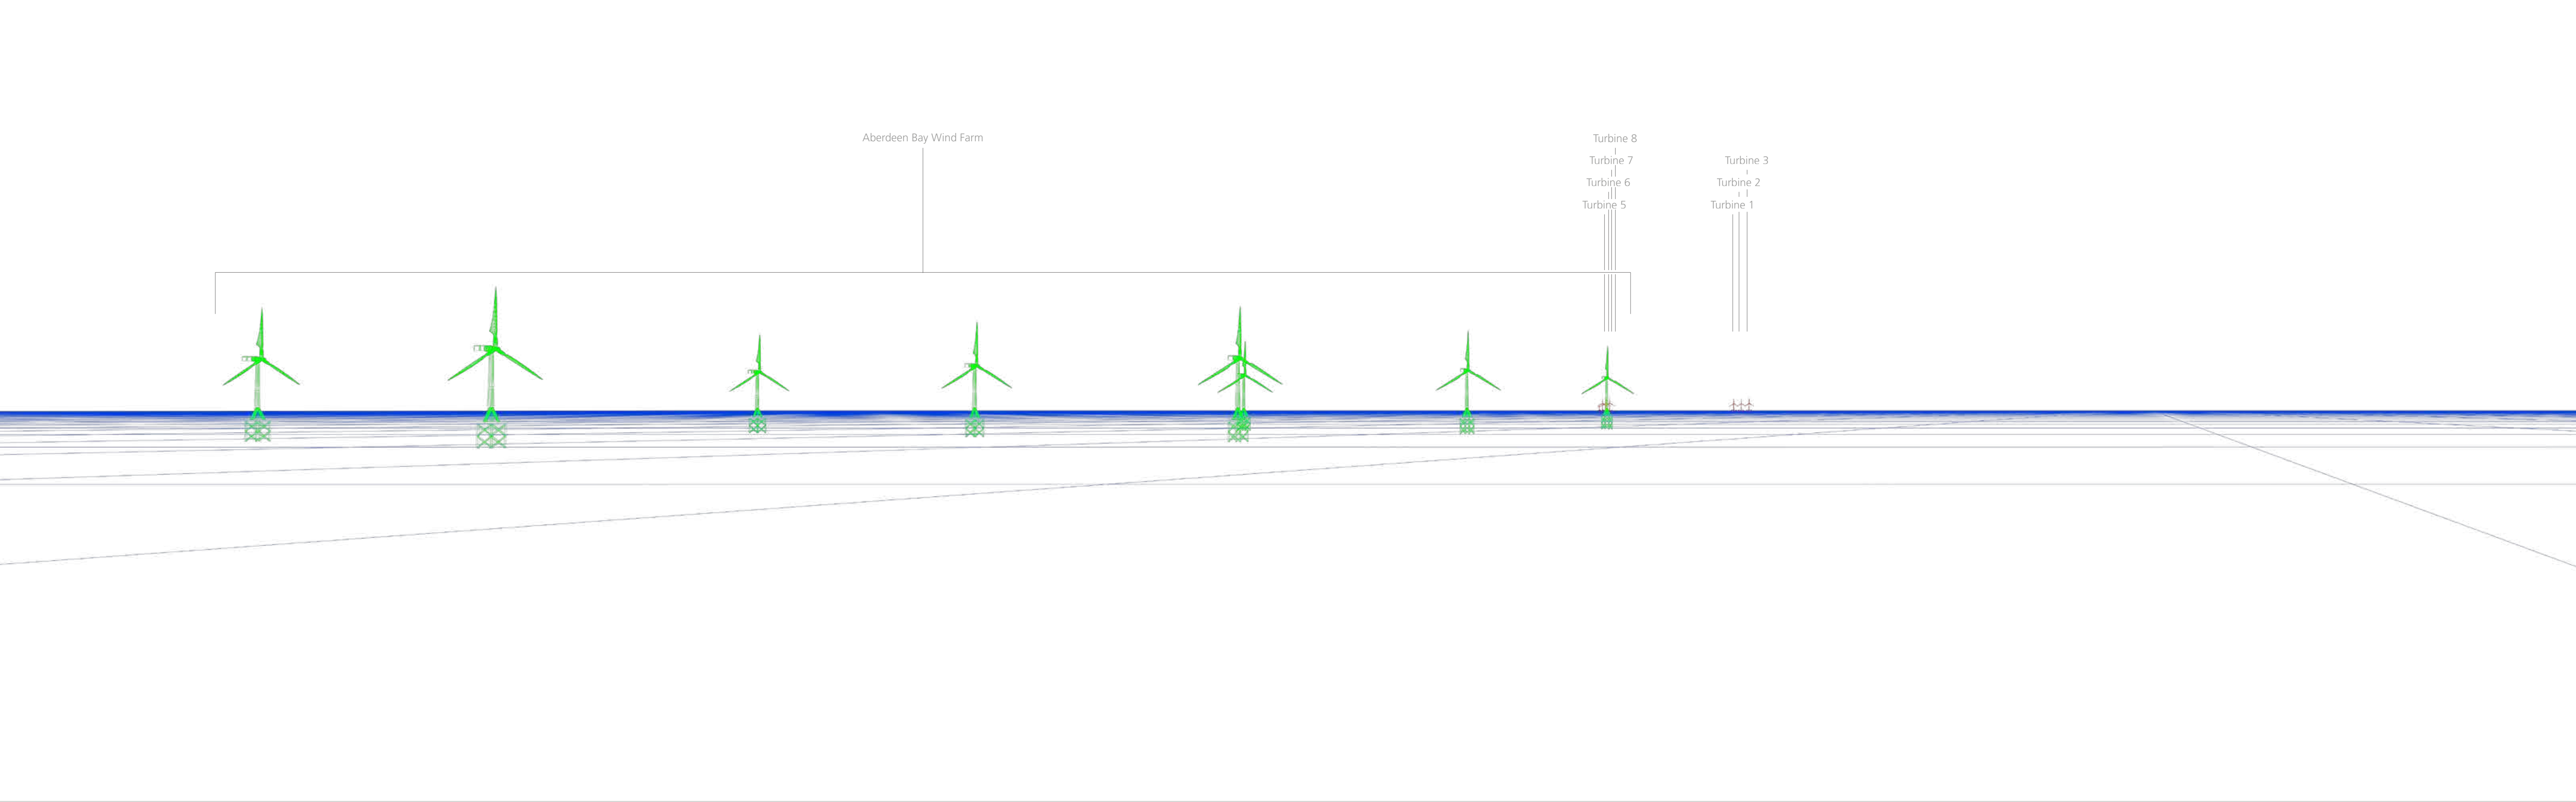 Aberdeen Bay Wind Farm
Turbine 8
Turbine 7
Turbine 6
Turbine 5
Turbine 3
Turbine 2
Turbine 1